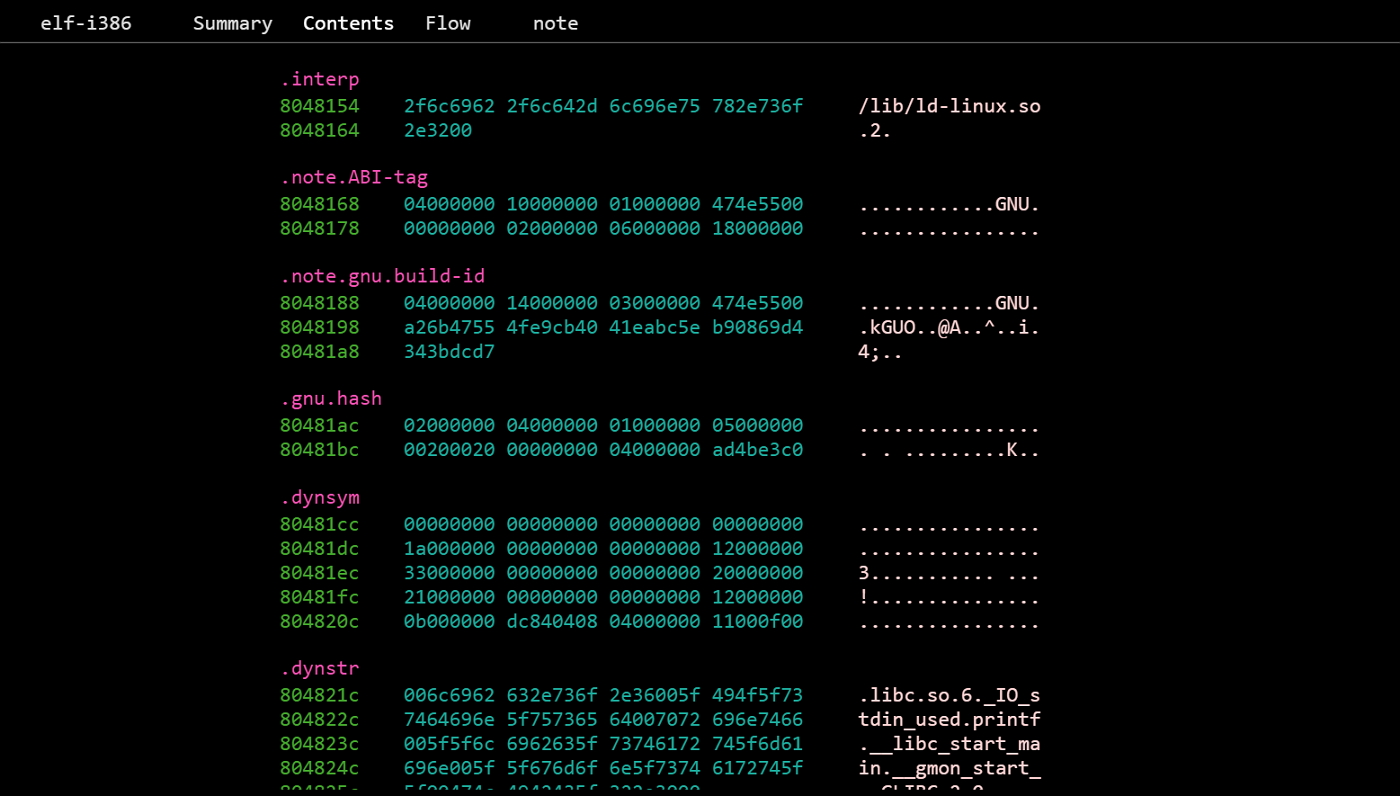 elf-i386 Summary Contents Flow note
.interp
8048154 2f6c6962 2f6c642d 6c696e75 782e736f /lib/ld-linux.so
8048164 2e3200 .2.
.note.ABI-tag
8048168 04000000 10000000 01000000 474e5500 ............GNU.
8048178 00000000 02000000 06000000 18000000 ................
.note.gnu.build-id
8048188 04000000 14000000 03000000 474e5500 ............GNU.
8048198 a26b4755 4fe9cb40 41eabc5e b90869d4 .kGUO..@A..^..i.
80481a8 343bdcd7 4;..
.gnu.hash
80481ac 02000000 04000000 01000000 05000000 ................
80481bc 00200020 00000000 04000000 ad4be3c0 . . .........K..
.dynsym
80481cc 00000000 00000000 00000000 00000000 ................
80481dc 1a000000 00000000 00000000 12000000 ................
80481ec 33000000 00000000 00000000 20000000 3........... ...
80481fc 21000000 00000000 00000000 12000000 !...............
804820c 0b000000 dc840408 04000000 11000f00 ................
.dynstr
804821c 006c6962 632e736f 2e36005f 494f5f73 .libc.so.6._IO_s
804822c 7464696e 5f757365 64007072 696e7466 tdin_used.printf
804823c 005f5f6c 6962635f 73746172 745f6d61 .__libc_start_ma
804824c 696e005f 5f676d6f 6e5f7374 6172745f in.__gmon_start_